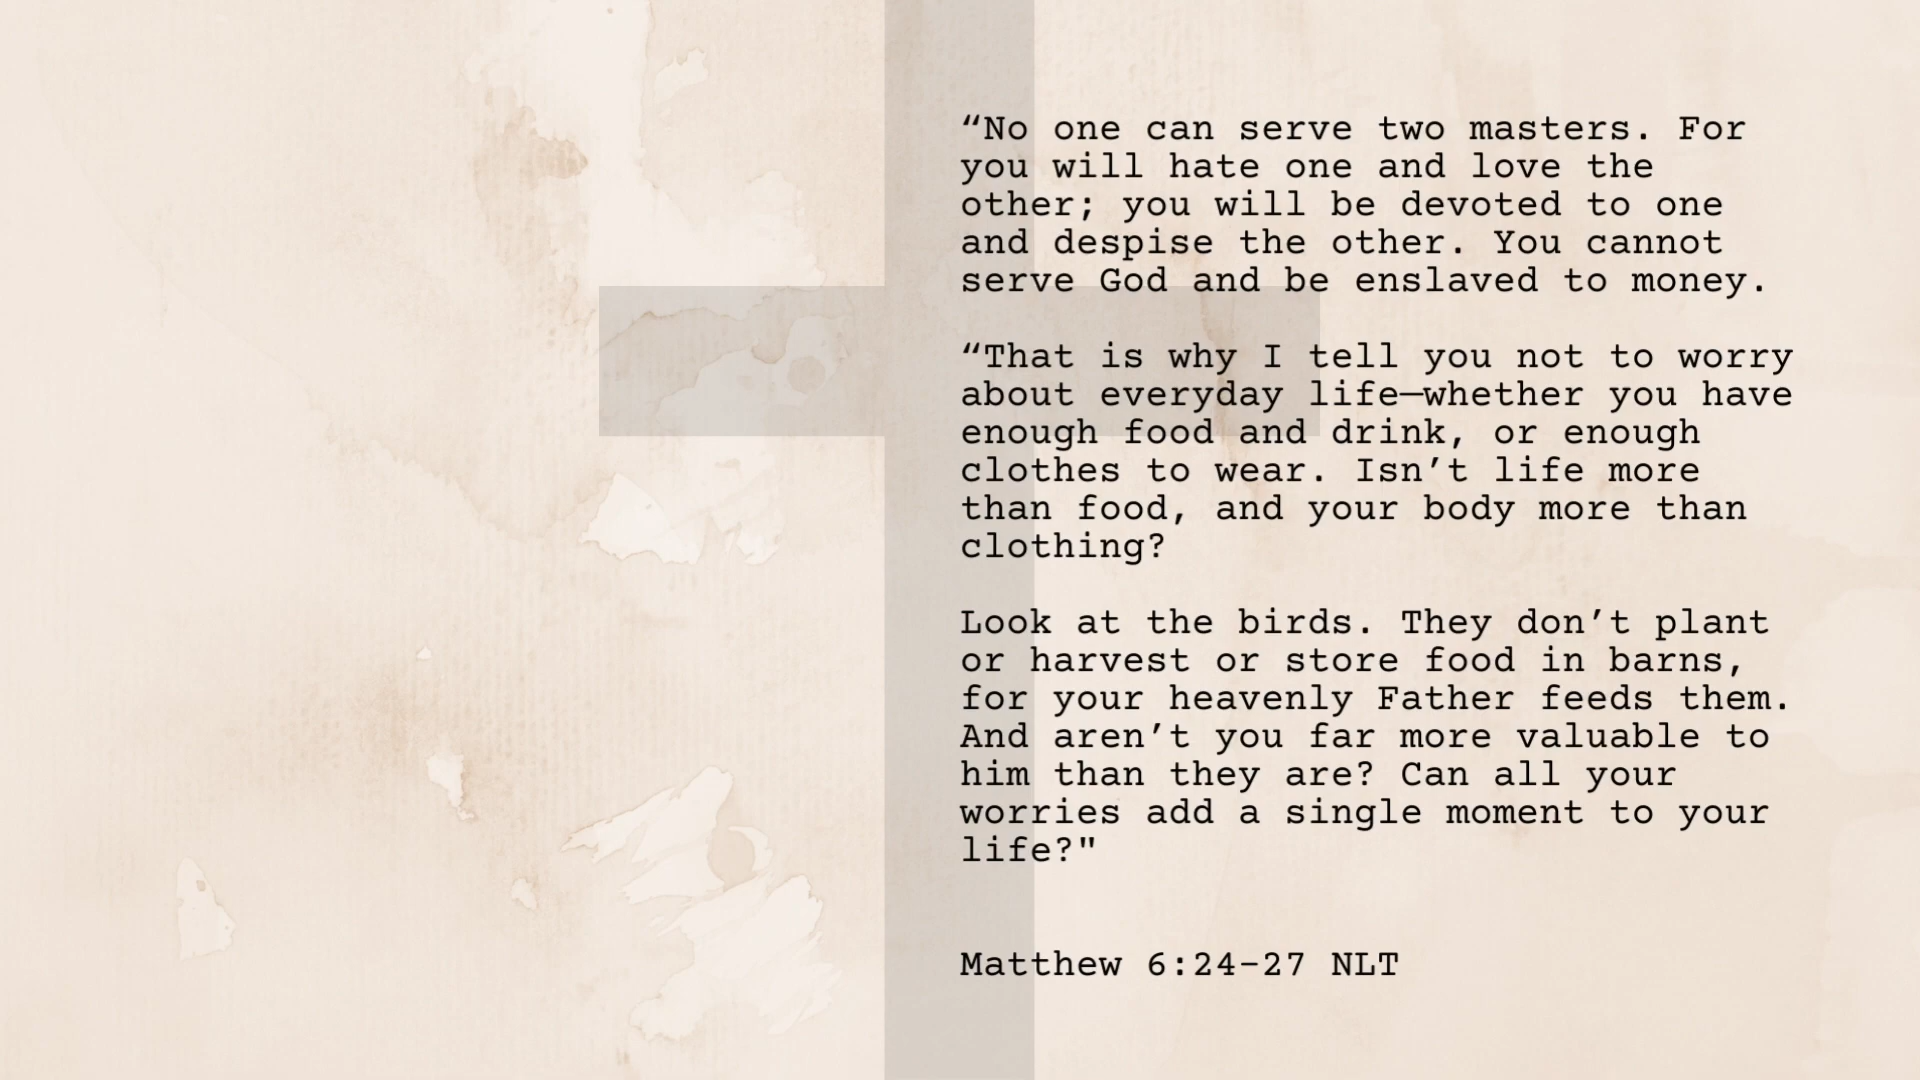 “No one can serve two masters. For
you will hate one and love the
other; you will be devoted to one
and despise the other. You cannot
serve God and be enslaved to money.
“That is why I tell you not to worry
about everyday life—whether you have
enough food and drink, or enough
clothes to wear. Isn’t life more
than food, and your body more than
clothing?
Look at the birds. They don’t plant
or harvest or store food in barns,
for your heavenly Father feeds them.
And aren’t you far more valuable to
him than they are? Can all your
worries add a single moment to your
life?"
Matthew 6:24-27 NLT